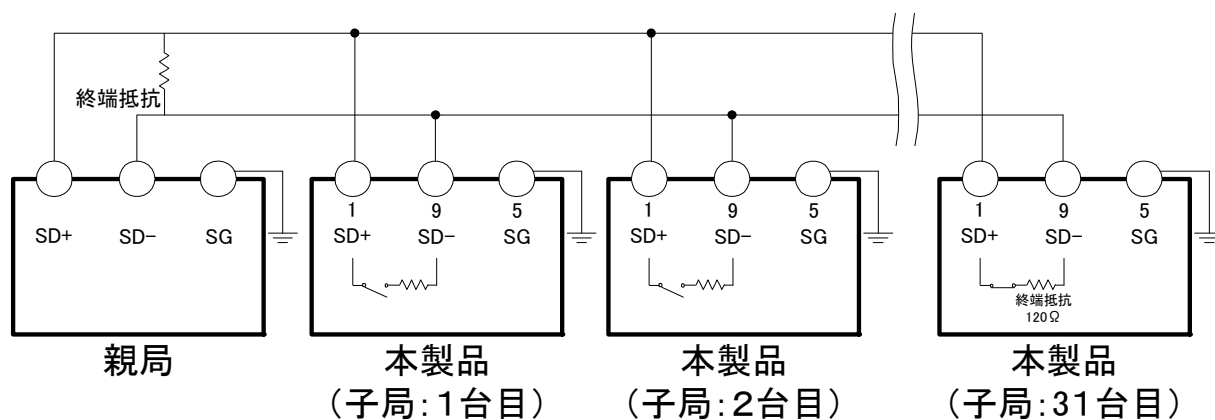 終端抵抗
SD+ SD− SG
親局
1 9 5
SD+ SD− SG
本製品
(子局:1台目)
1 9 5
SD+ SD− SG
本製品
(子局:2台目)
1 9 5
SD+ SD− SG
終端抵抗
120Ω
本製品
(子局:31台目)